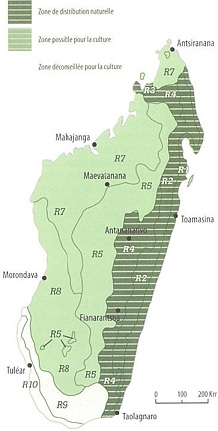 Zone de distribution naturelle
Zone possible pour la culture
Zone déconseillée pour la culture
Antsiranana
R7
R3
R4
Mahajanga
R7
Maevatanana
R1
R5
R2
R7
Toamasina
Antananarivo
R4
R5
Morondava
R2
R8
Fianarantsoa
R5
Tuléar
R10
R8
R5
R4
R9
0 100 200 Km
Taolagnaro